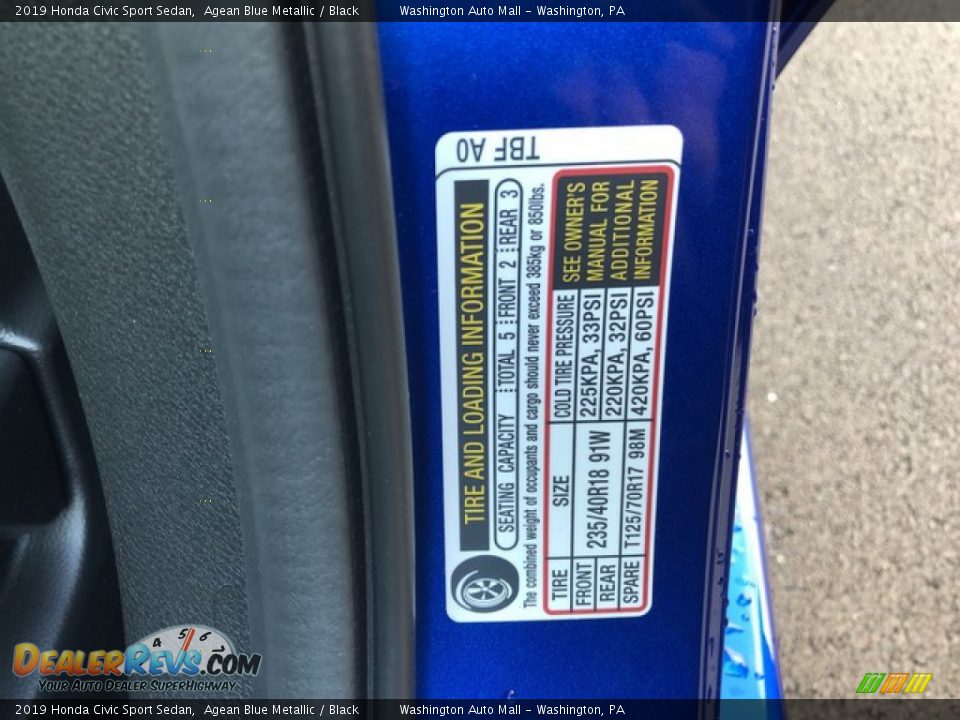 2019 Honda Civic Sport Sedan,  Agean Blue Metallic / Black Washington Auto Mall - Washington, PA
TBF A0
TIRE AND LOADING INFORMATION
SEATING CAPACITY TOTAL 5 FRONT 2 REAR 3
The combined weight of occupants and cargo should never exceed 385kg or 850lbs.
TIRE SIZE COLD TIRE PRESSURE
FRONT 235/40R18 91W 225KPA, 33PSI
REAR 220KPA, 32PSI
SPARE T125/70R17 98M 420KPA, 60PSI
SEE OWNER'S
MANUAL FOR
ADDITIONAL
INFORMATION
4 5 6
DEALERREVS.COM
YOUR AUTO DEALER SUPERHIGHWAY
2019 Honda Civic Sport Sedan,  Agean Blue Metallic / Black Washington Auto Mall - Washington, PA